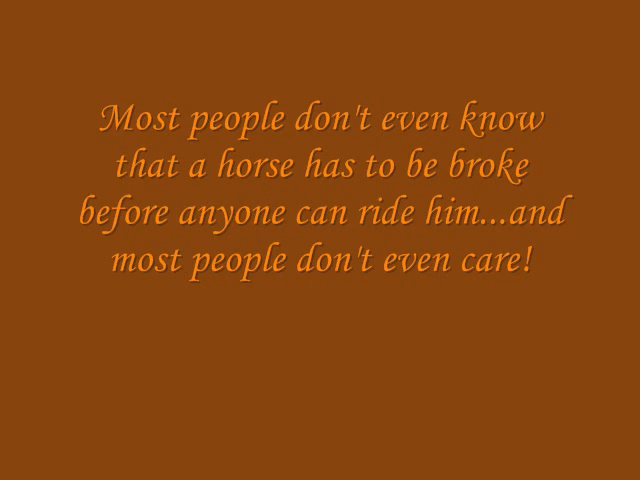 Most people don't even know
that a horse has to be broke
before anyone can ride him...and
most people don't even care!